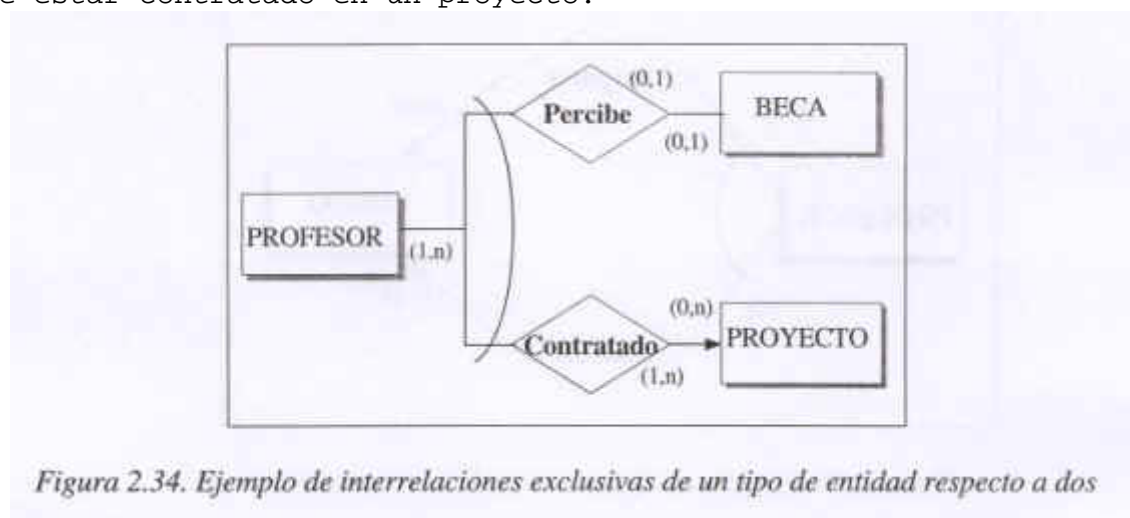 e estar contratado en un proyecto.
(0,1)
Percibe
BECA
(0,1)
PROFESOR
(1,n)
(0,n)
Contratado
PROYECTO
(1,n)
Figura 2.34. Ejemplo de interrelaciones exclusivas de un tipo de entidad respecto a dos